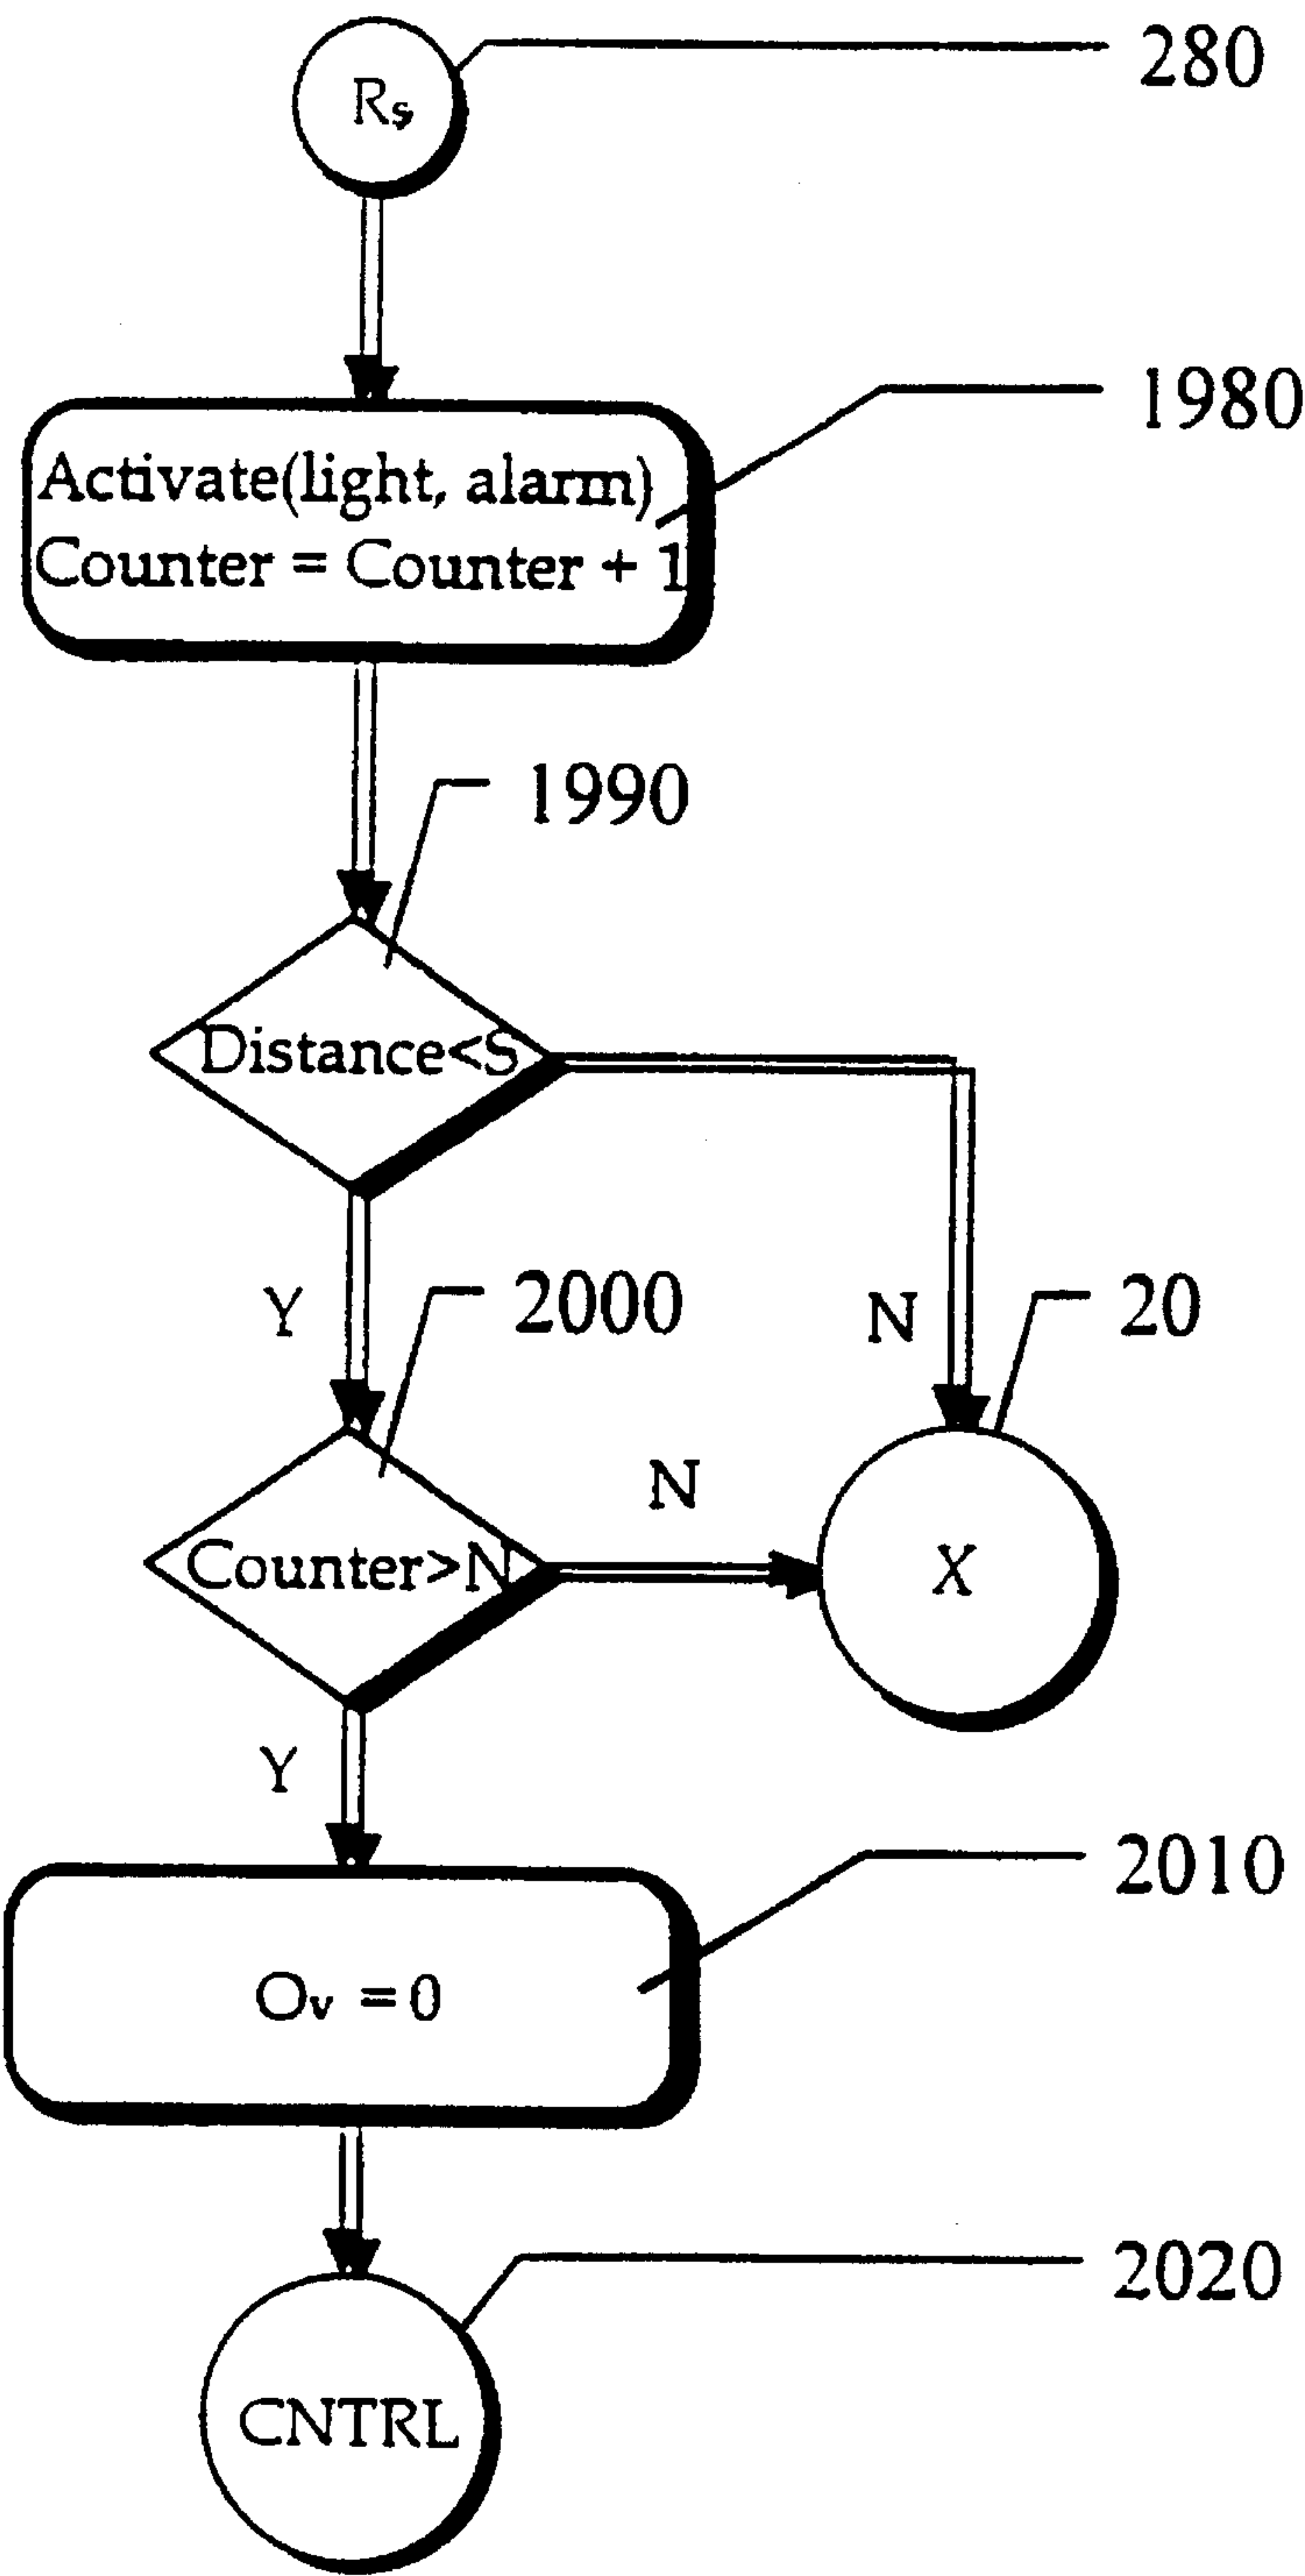 280
Rs
1980
Activate(light, alarm)
Counter = Counter + 1
1990
Distance<S
Y
2000
N
20
N
Counter>N
X
Y
2010
Ov = 0
2020
CNTRL